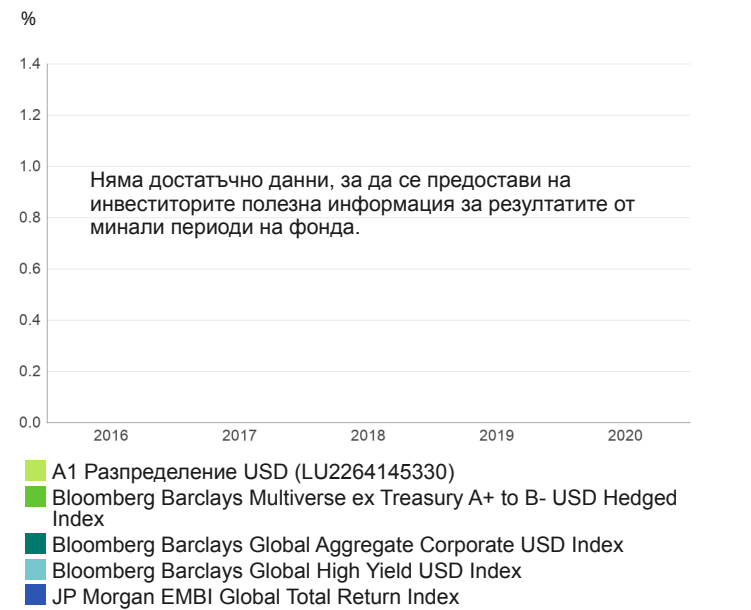 %
1.4
1.2
1.0
Няма достатъчно данни, за да се предостави на
инвеститорите полезна информация за резултатите от
0.8
минали периоди на фонда.
0.6
0.4
0.2
0.0
2016 2017 2018 2019 2020
A1 Разпределение USD (LU2264145330)
Bloomberg Barclays Multiverse ex Treasury A+ to B- USD Hedged
Index
Bloomberg Barclays Global Aggregate Corporate USD Index
Bloomberg Barclays Global High Yield USD Index
JP Morgan EMBI Global Total Return Index